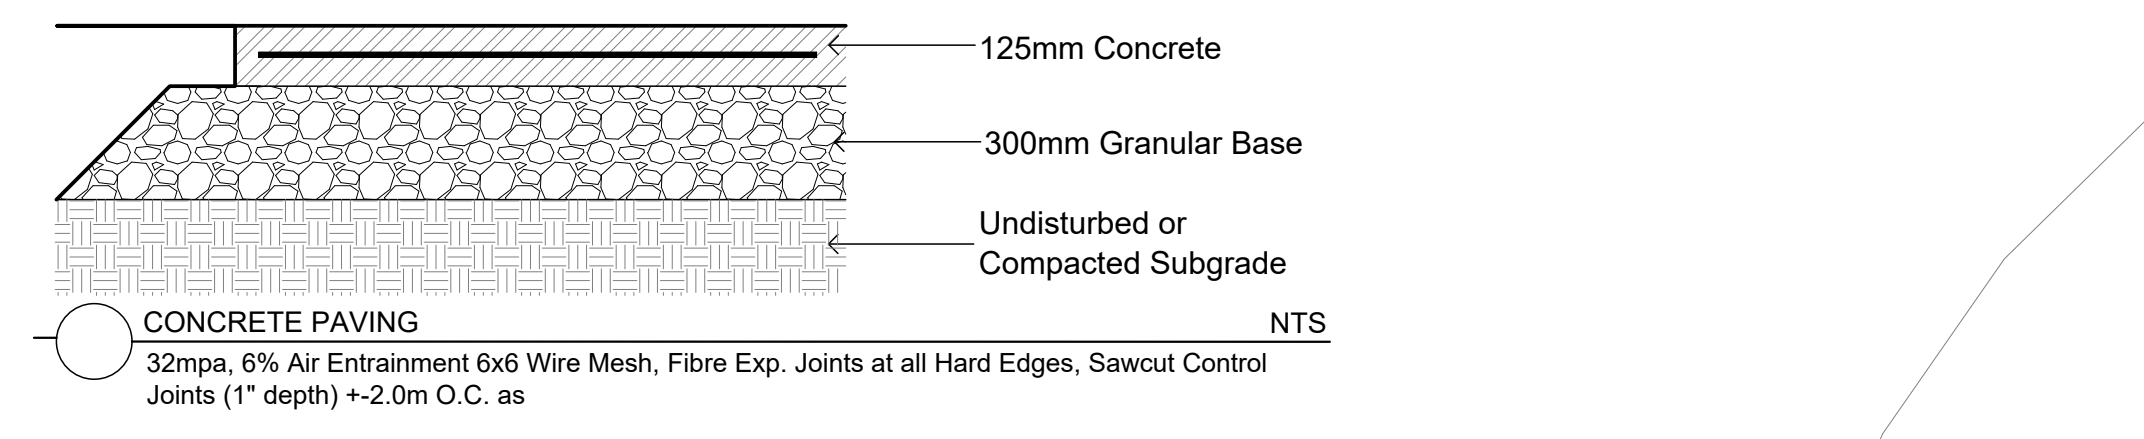 125mm Concrete
300mm Granular Base
Undisturbed or
Compacted Subgrade
CONCRETE PAVING NTS
32mpa, 6% Air Entrainment 6x6 Wire Mesh, Fibre Exp. Joints at all Hard Edges, Sawcut Control
Joints (1" depth) +-2.0m O.C. as